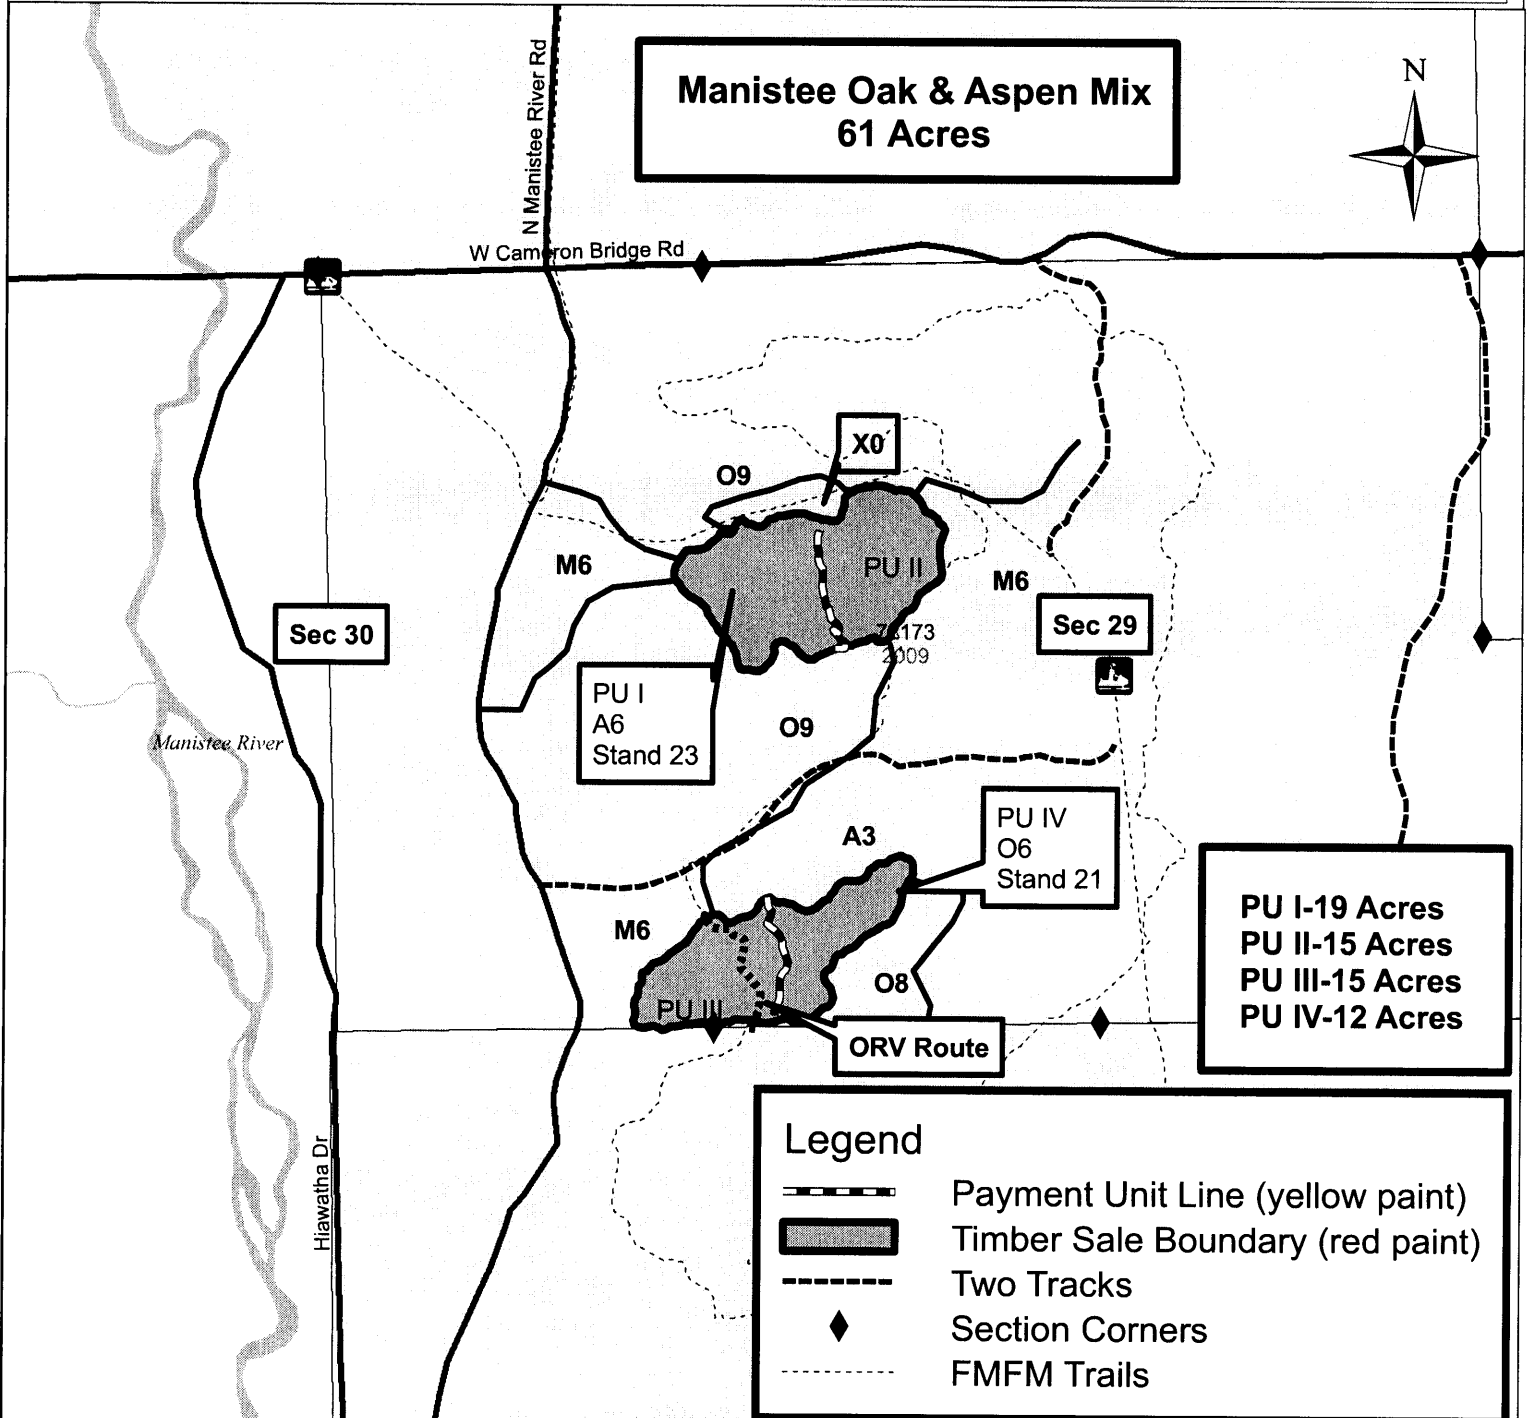 Manistee Oak & Aspen Mix
61 Acres
N
N Manistee River Rd
W Cameron Bridge Rd
X0
O9
M6
PU II
M6
Sec 30
Sec 29
2009
PU I
A6
Stand 23
O9
Manistee River
PU IV
O6
Stand 21
A3
PU I-19 Acres
PU II-15 Acres
PU III-15 Acres
PU IV-12 Acres
M6
O8
PU III
ORV Route
Hiawatha Dr
Legend
Payment Unit Line (yellow paint)
Timber Sale Boundary (red paint)
Two Tracks
Section Corners
FMFM Trails